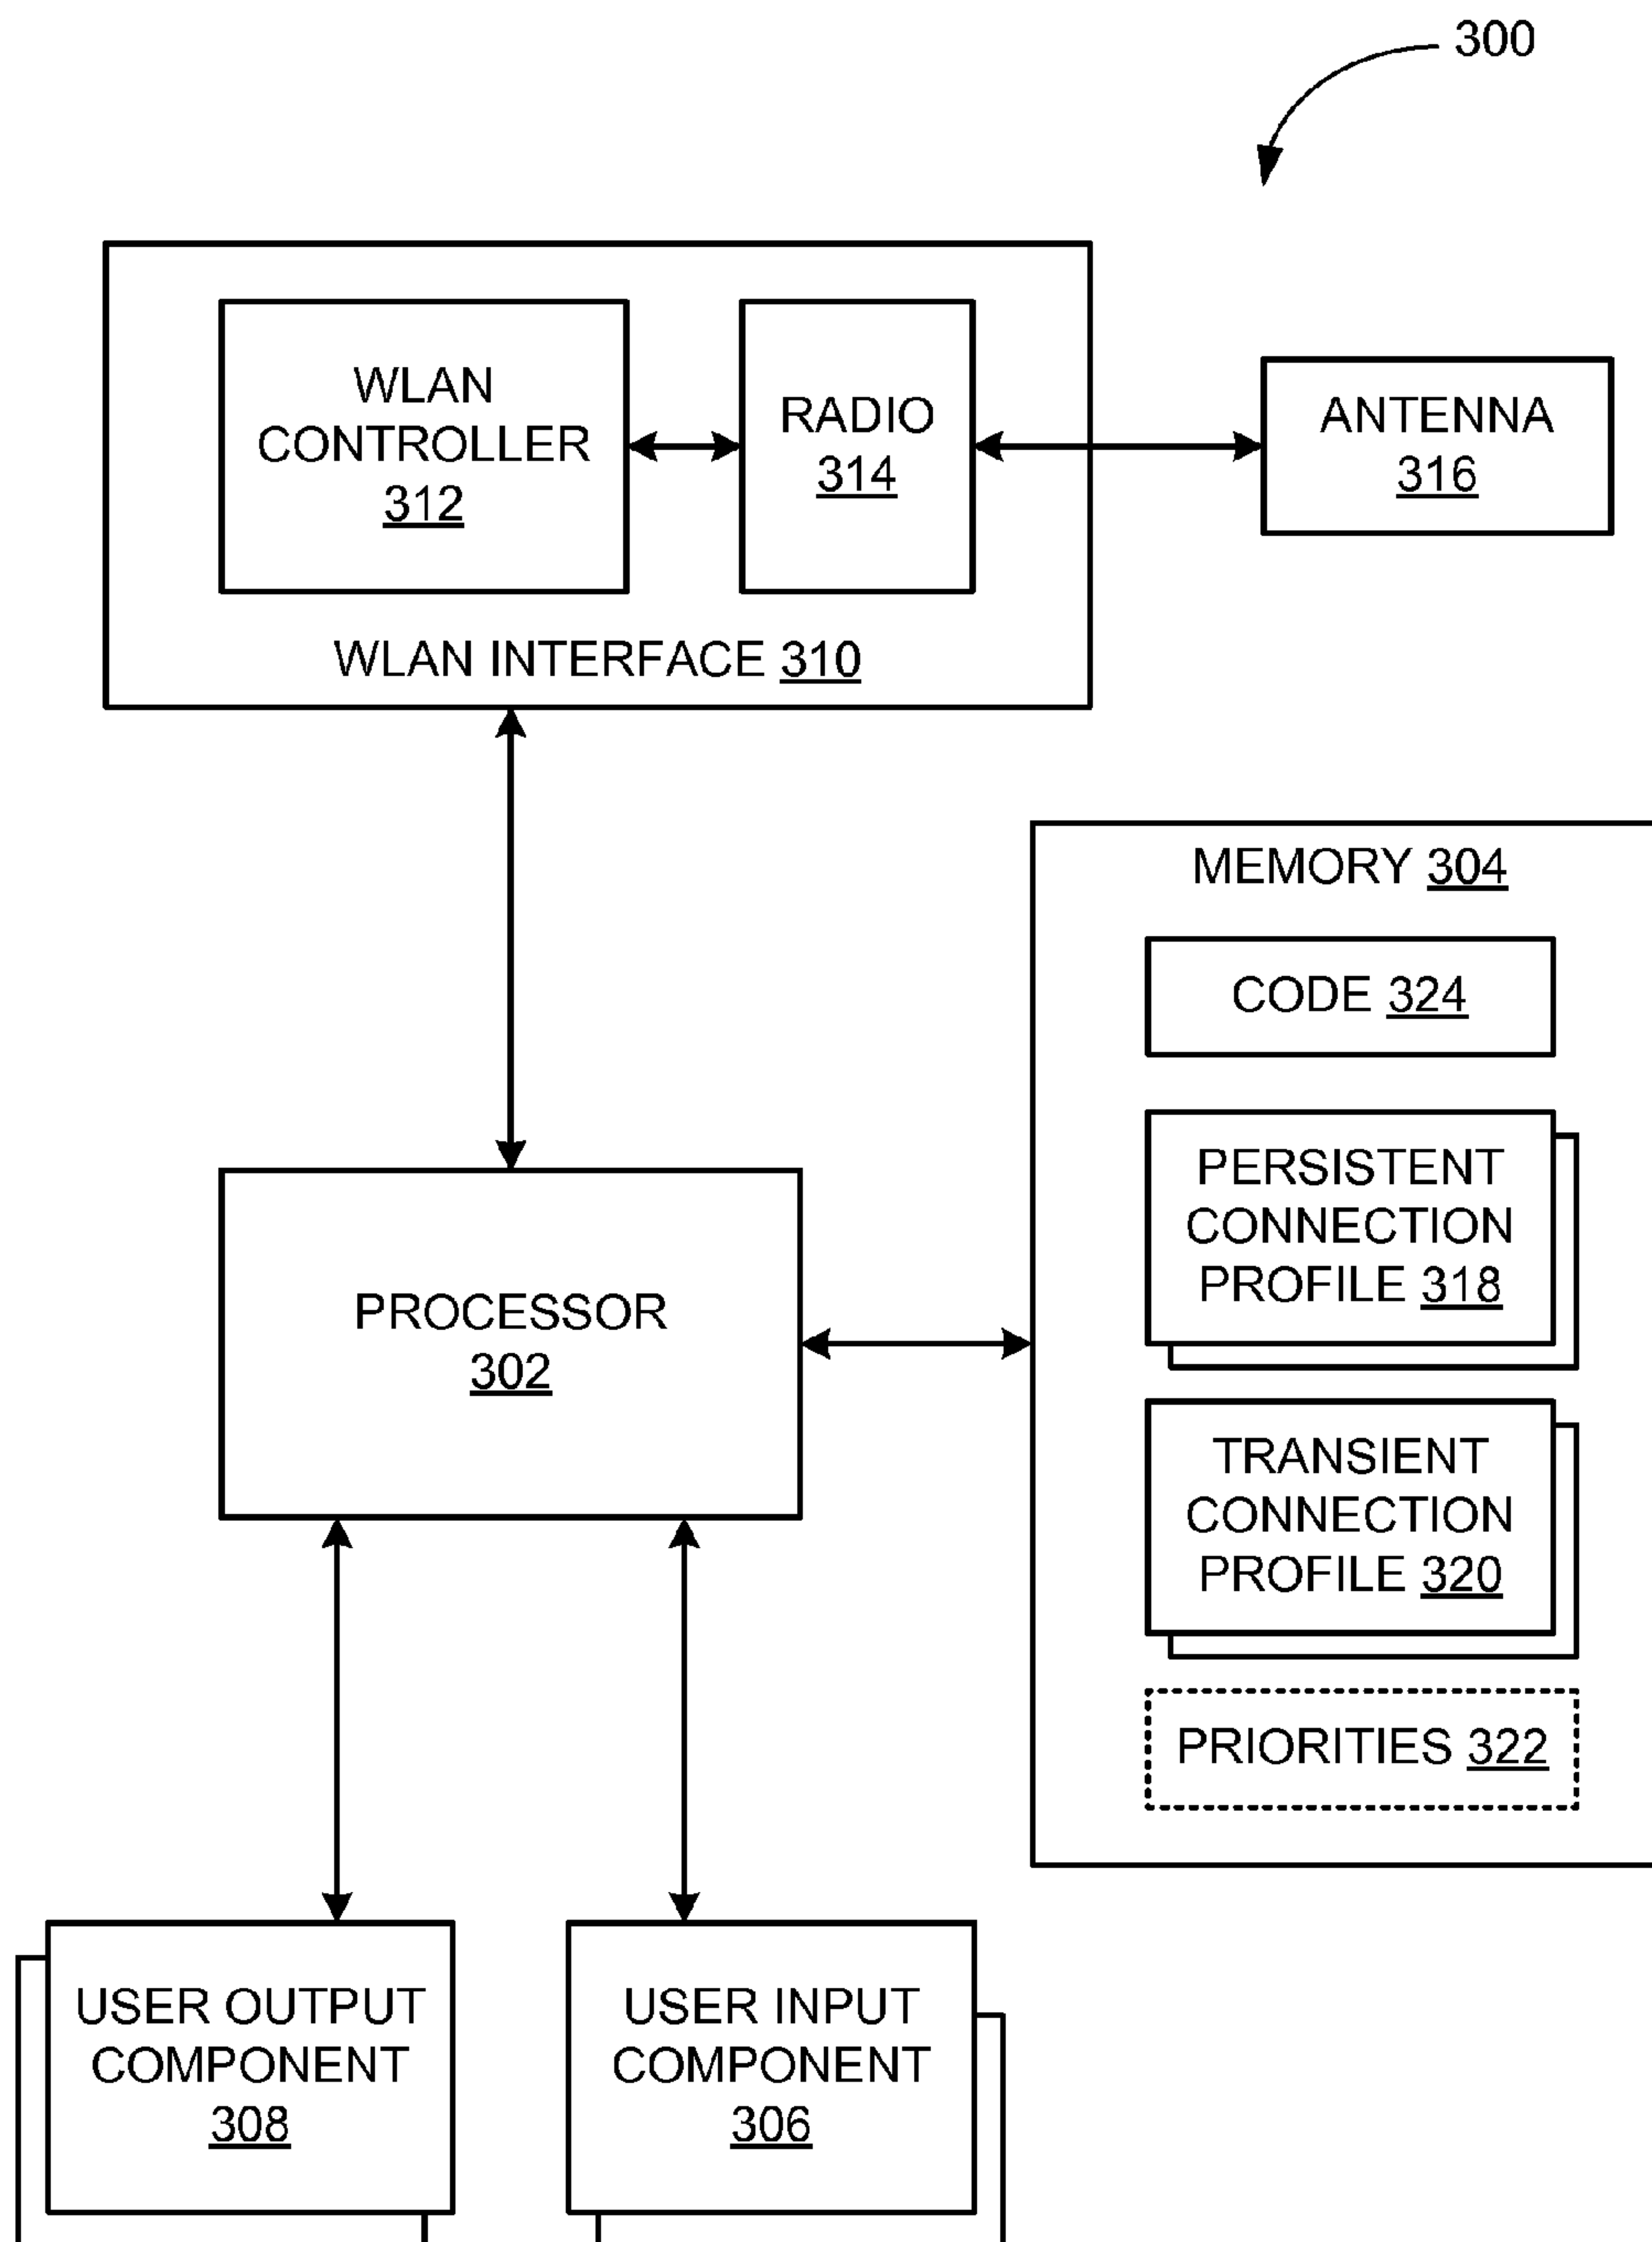 300
WLAN
CONTROLLER
312
RADIO
314
ANTENNA
316
WLAN INTERFACE 310
MEMORY 304
CODE 324
PERSISTENT
CONNECTION
PROFILE 318
PROCESSOR
302
TRANSIENT
CONNECTION
PROFILE 320
PRIORITIES 322
USER OUTPUT
COMPONENT
308
USER INPUT
COMPONENT
306